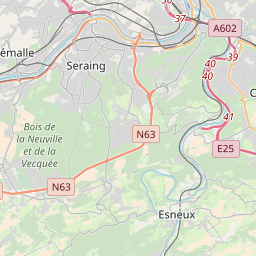 37
A602
39
émalle
Seraing
40
40
41
Bois de
la Neuville
et de la
Vecquée
N63
E25
N63
Esneux